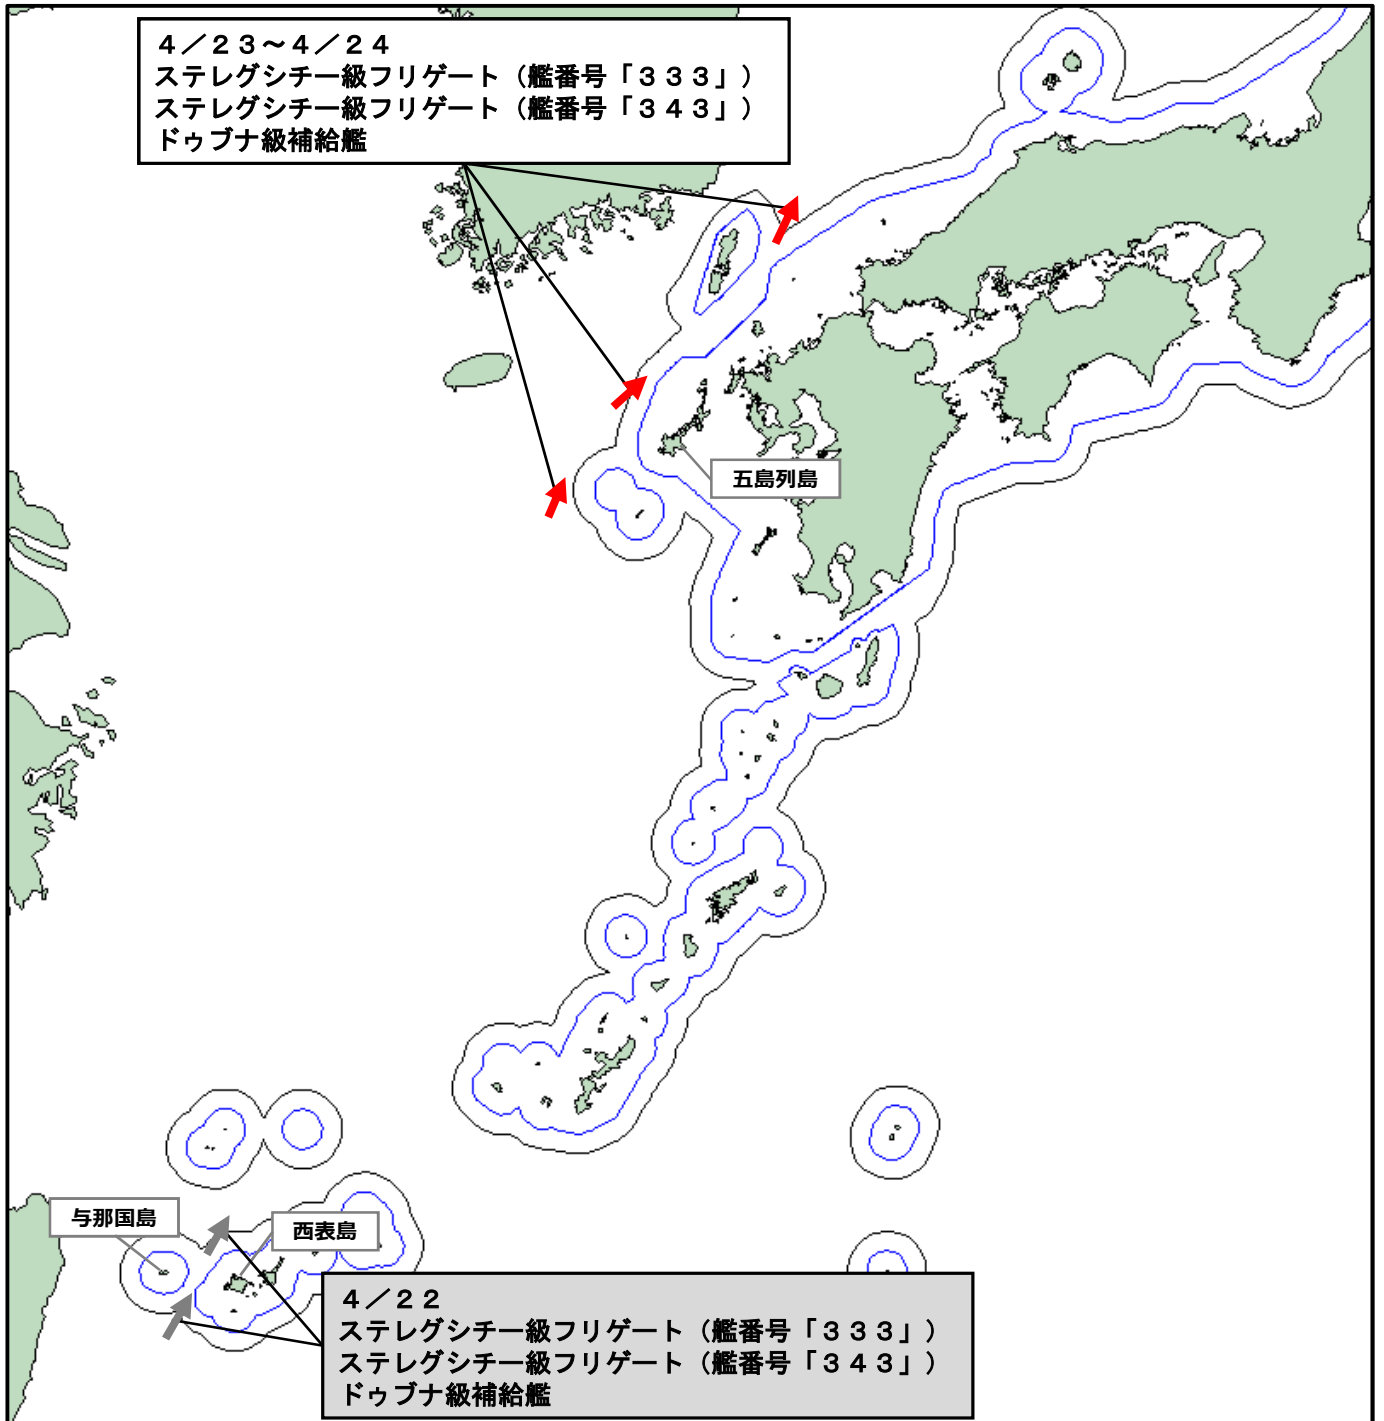 ４／２３～４／２４
ステレグシチー級フリゲート（艦番号「３３３」）
ステレグシチー級フリゲート（艦番号「３４３」）
ドゥブナ級補給艦
五島列島
与那国島
西表島
４／２２
ステレグシチー級フリゲート（艦番号「３３３」）
ステレグシチー級フリゲート（艦番号「３４３」）
ドゥブナ級補給艦